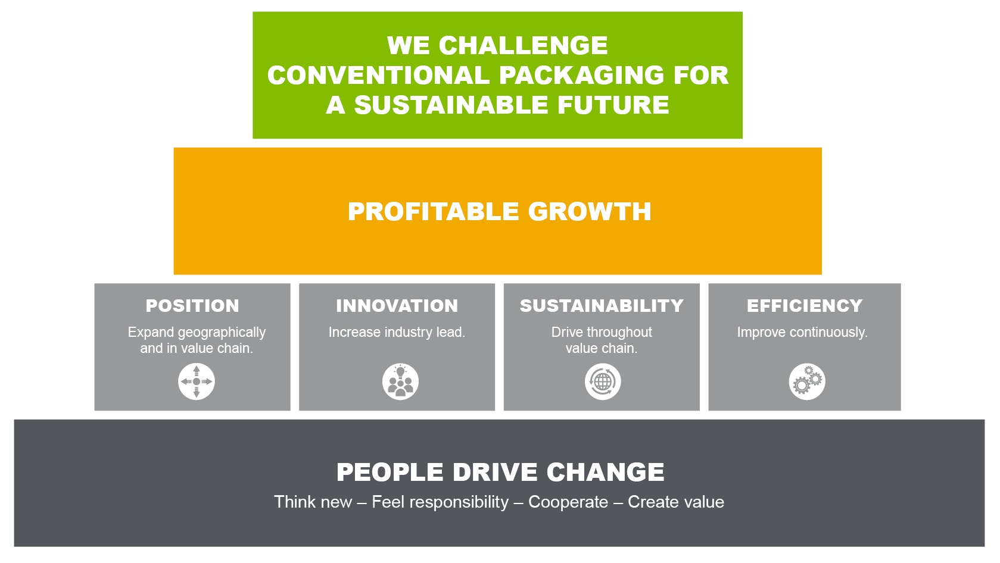 WE CHALLENGE
CONVENTIONAL PACKAGING FOR
A SUSTAINABLE FUTURE
PROFITABLE GROWTH
POSITION
Expand geographically
and in value chain.
INNOVATION
Increase industry lead.
SUSTAINABILITY
Drive throughout
value chain.
EFFICIENCY
Improve continuously.
PEOPLE DRIVE CHANGE
Think new – Feel responsibility – Cooperate – Create value